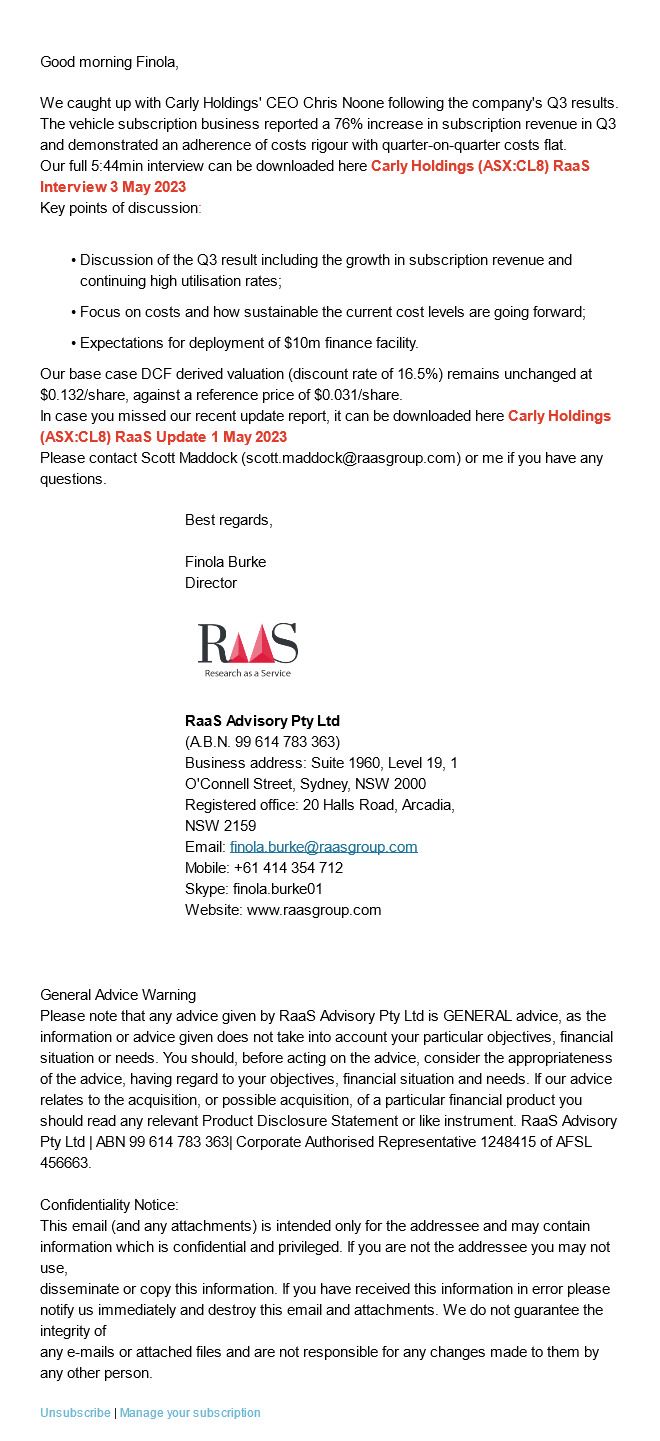 Good morning Finola,
We caught up with Carly Holdings' CEO Chris Noone following the company's Q3 results.
The vehicle subscription business reported a 76% increase in subscription revenue in Q3
and demonstrated an adherence of costs rigour with quarter-on-quarter costs flat.
Our full 5:44min interview can be downloaded here Carly Holdings (ASX:CL8) RaaS
Interview 3 May 2023
Key points of discussion:
• Discussion of the Q3 result including the growth in subscription revenue and
continuing high utilisation rates;
• Focus on costs and how sustainable the current cost levels are going forward;
• Expectations for deployment of $10m finance facility.
Our base case DCF derived valuation (discount rate of 16.5%) remains unchanged at
$0.132/share, against a reference price of $0.031/share.
In case you missed our recent update report, it can be downloaded here Carly Holdings
(ASX:CL8) RaaS Update 1 May 2023
Please contact Scott Maddock (scott.maddock@raasgroup.com) or me if you have any
questions.
Best regards,
Finola Burke
Director
RaaS
Research as a Service
RaaS Advisory Pty Ltd
(A.B.N. 99 614 783 363)
Business address: Suite 1960, Level 19, 1
O'Connell Street, Sydney, NSW 2000
Registered office: 20 Halls Road, Arcadia,
NSW 2159
Email: finola.burke@raasgroup.com
Mobile: +61 414 354 712
Skype: finola.burke01
Website: www.raasgroup.com
General Advice Warning
Please note that any advice given by RaaS Advisory Pty Ltd is GENERAL advice, as the
information or advice given does not take into account your particular objectives, financial
situation or needs. You should, before acting on the advice, consider the appropriateness
of the advice, having regard to your objectives, financial situation and needs. If our advice
relates to the acquisition, or possible acquisition, of a particular financial product you
should read any relevant Product Disclosure Statement or like instrument. RaaS Advisory
Pty Ltd | ABN 99 614 783 363| Corporate Authorised Representative 1248415 of AFSL
456663.
Confidentiality Notice:
This email (and any attachments) is intended only for the addressee and may contain
information which is confidential and privileged. If you are not the addressee you may not
use,
disseminate or copy this information. If you have received this information in error please
notify us immediately and destroy this email and attachments. We do not guarantee the
integrity of
any e-mails or attached files and are not responsible for any changes made to them by
any other person.
Unsubscribe | Manage your subscription